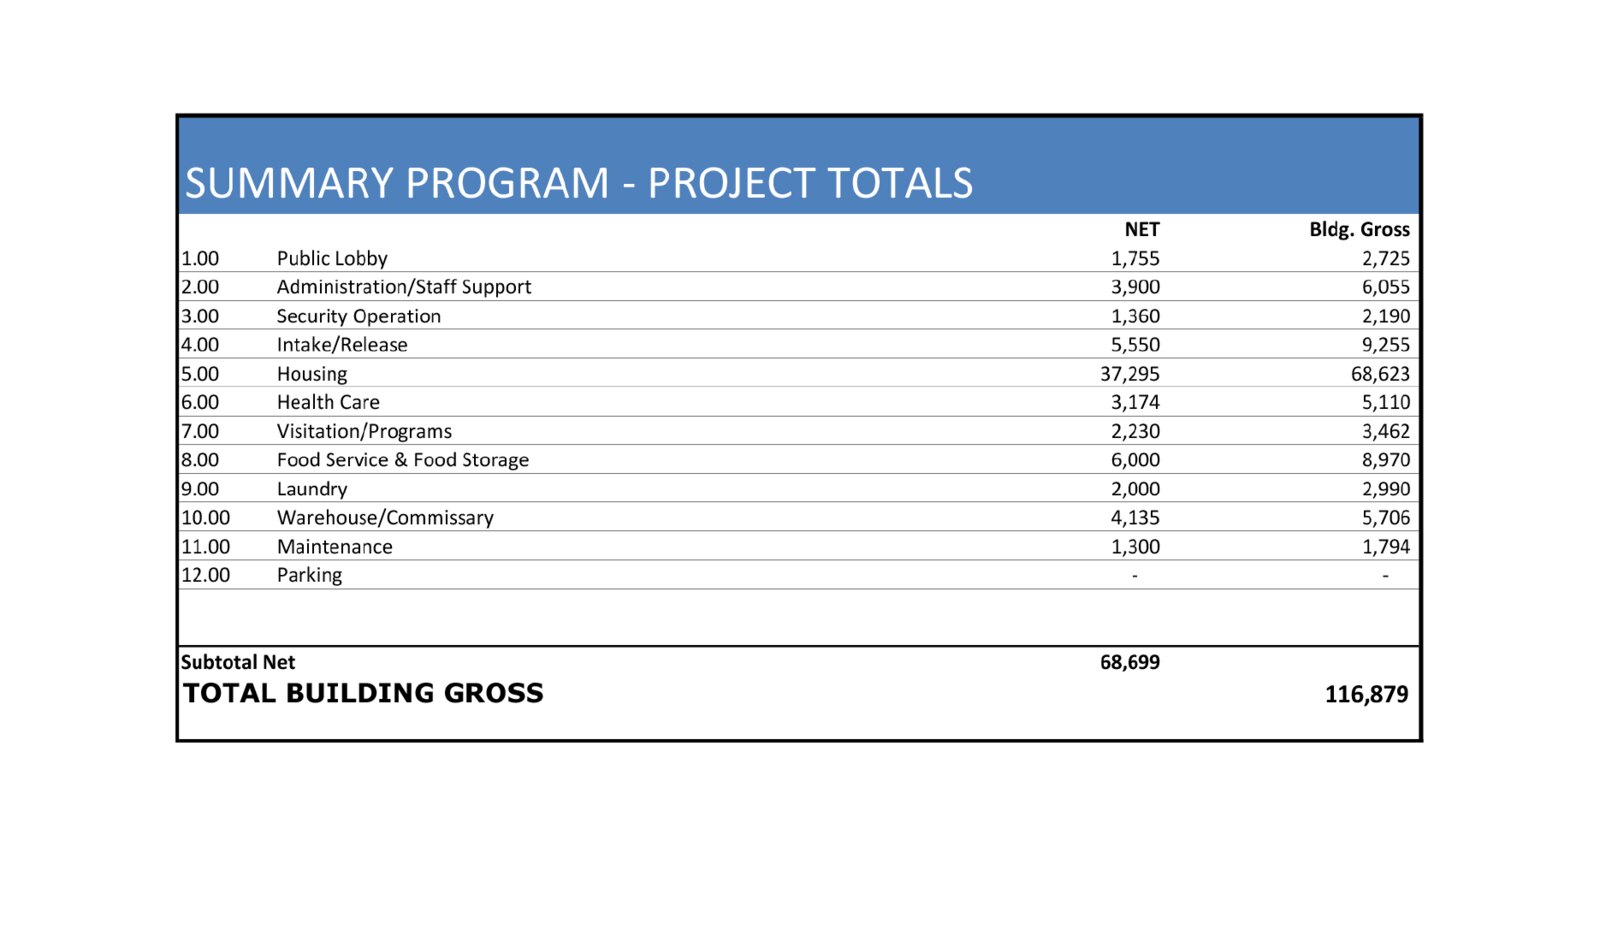 SUMMARY PROGRAM - PROJECT TOTALS
NET Bldg. Gross
1.00 Public Lobby 1,755 2,725
2.00 Administration/Staff Support 3,900 6,055
3.00 Security Operation 1,360 2,190
4.00 Intake/Release 5,550 9,255
5.00 Housing 37,295 68,623
6.00 Health Care 3,174 5,110
7.00 Visitation/Programs 2,230 3,462
8.00 Food Service & Food Storage 6,000 8,970
9.00 Laundry 2,000 2,990
10.00 Warehouse/Commissary 4,135 5,706
11.00 Maintenance 1,300 1,794
12.00 Parking - -
Subtotal Net 68,699
TOTAL BUILDING GROSS 116,879